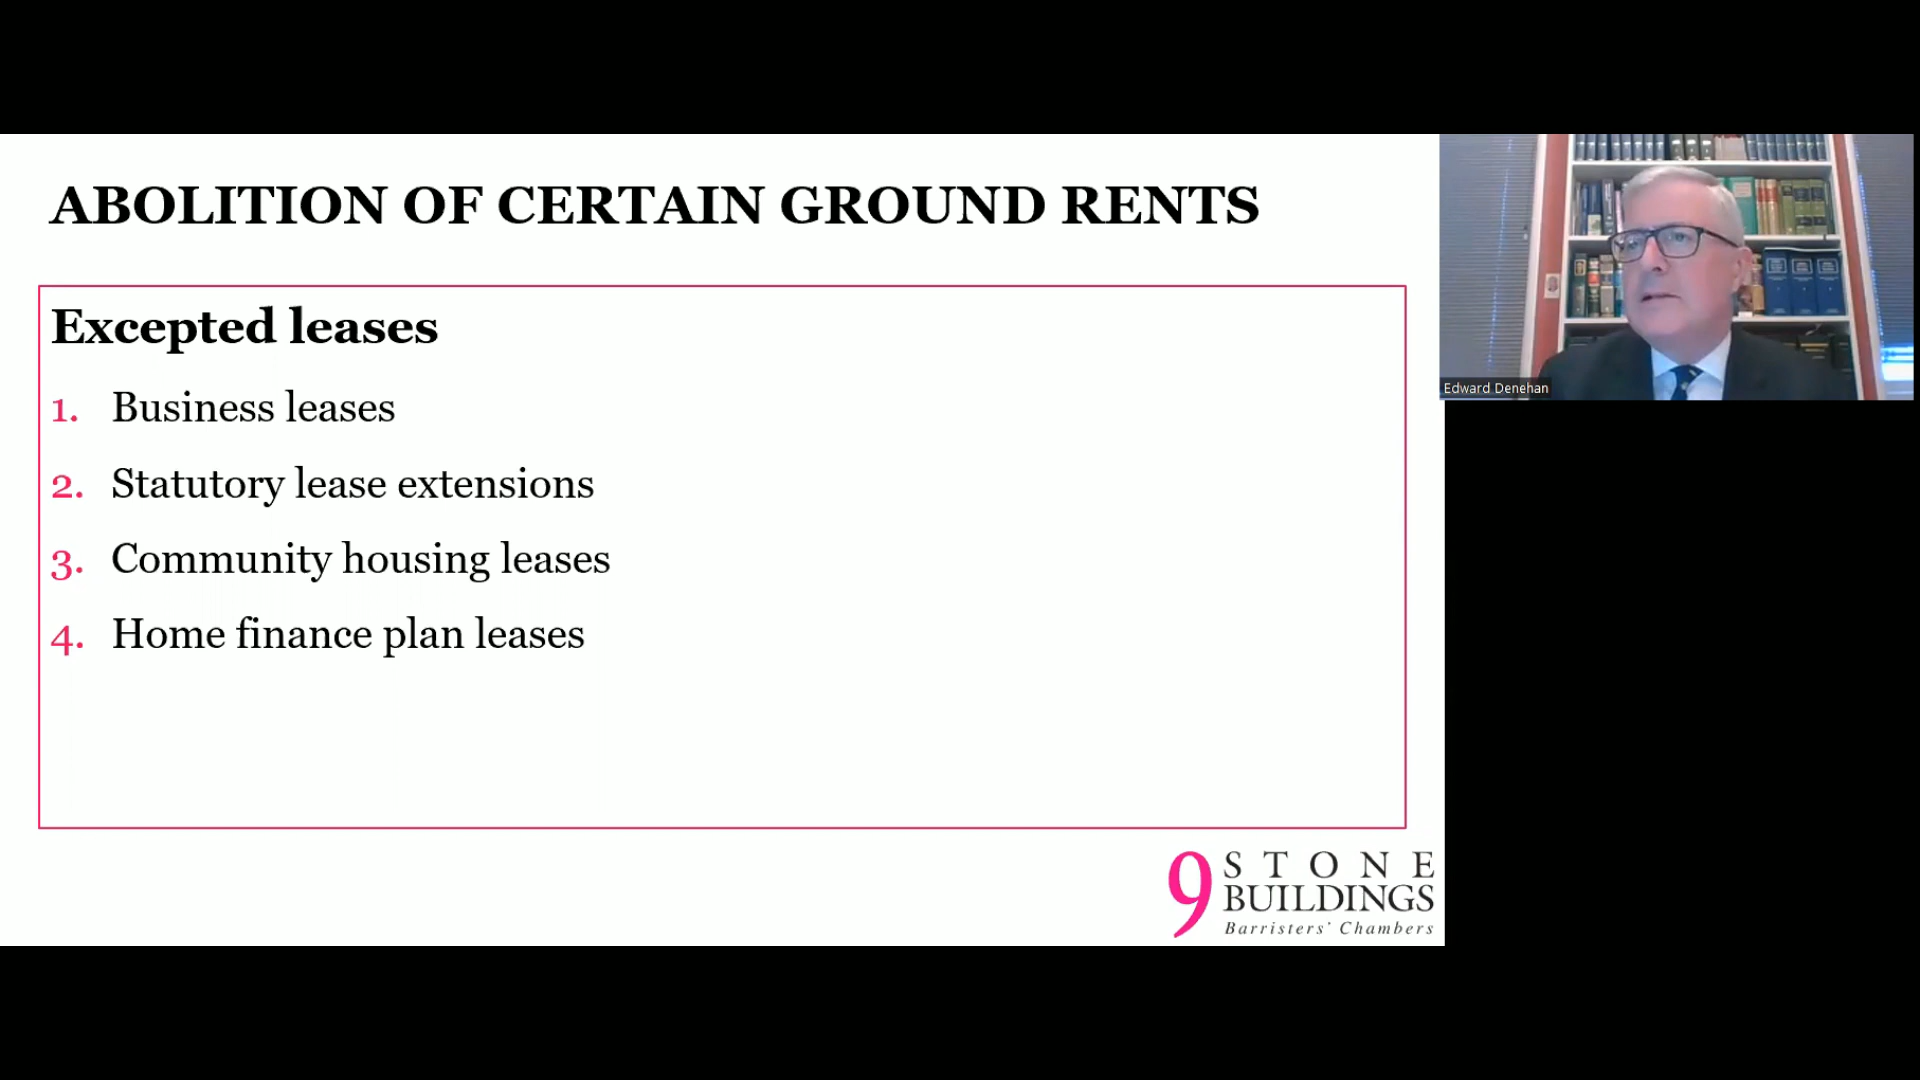 ABOLITION OF CERTAIN GROUND RENTS
Excepted leases
1. Business leases
2. Statutory lease extensions
3. Community housing leases
4. Home finance plan leases
9 STONE
BUILDINGS
Barristers' Chambers
Edward Denehan